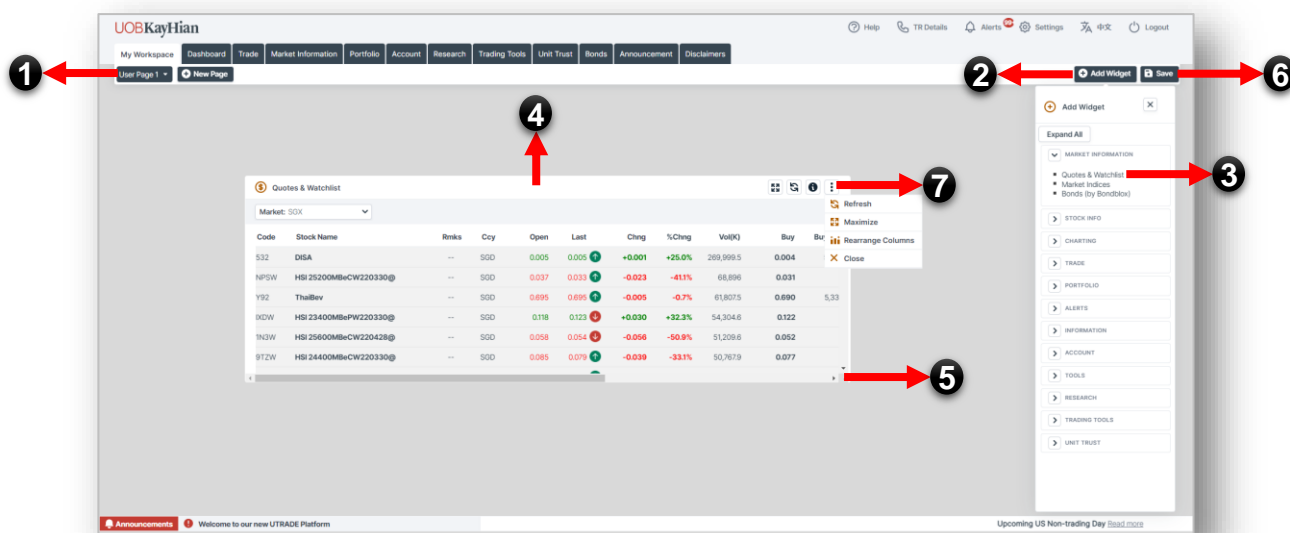 UOBKayHian
Help TR Details Alerts 99+ Settings 中文 Logout
My Workspace Dashboard Trade Market Information Portfolio Account Research Trading Tools Unit Trust Bonds Announcement Disclaimers
1 User Page 1 New Page 2 Add Widget Save 6
Add Widget
Expand All
MARKET INFORMATION
Quotes & Watchlist 3
Market Indices
Bonds (by Bondblox)
STOCK INFO
CHARTING
TRADE
PORTFOLIO
ALERTS
INFORMATION
ACCOUNT
TOOLS
RESEARCH
TRADING TOOLS
UNIT TRUST
4
Quotes & Watchlist 7
Market: SGX
Refresh
Maximize
Rearrange Columns
Close
Code Stock Name Rmks Ccy Open Last Chng %Chng Vol(K) Buy
532 DISA -- SGD 0.005 0.005 +0.001 +25.0% 269,999.5 0.004
NPSW HSI 25200MBeCW220330@ -- SGD 0.037 0.033 -0.023 -41.1% 68,896 0.031
Y92 ThaiBev -- SGD 0.695 0.695 -0.005 -0.7% 61,807.5 0.690 5,33
IXDW HSI 23400MBePW220330@ -- SGD 0.118 0.123 +0.030 +32.3% 54,304.6 0.122
1N3W HSI 25600MBeCW220428@ -- SGD 0.058 0.054 -0.056 -50.9% 51,209.6 0.052
9TZW HSI 24400MBeCW220330@ -- SGD 0.085 0.079 -0.039 -33.1% 50,767.9 0.077
5
Announcements Welcome to our new UTRADE Platform Upcoming US Non-trading Day Read more